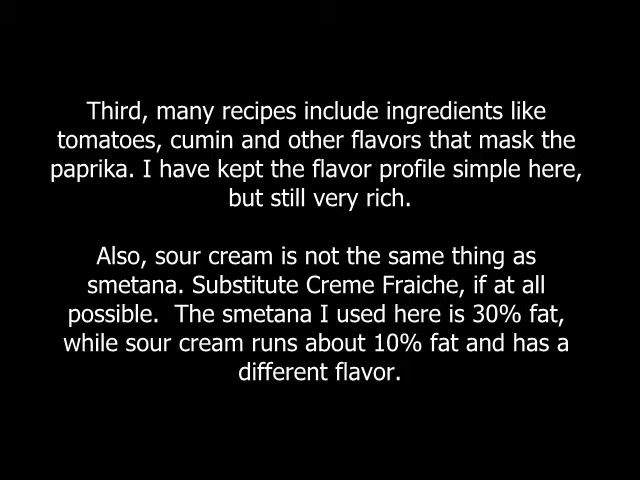 Third, many recipes include ingredients like
tomatoes, cumin and other flavors that mask the
paprika. I have kept the flavor profile simple here,
but still very rich.
Also, sour cream is not the same thing as
smetana. Substitute Creme Fraiche, if at all
possible.  The smetana I used here is 30% fat,
while sour cream runs about 10% fat and has a
different flavor.